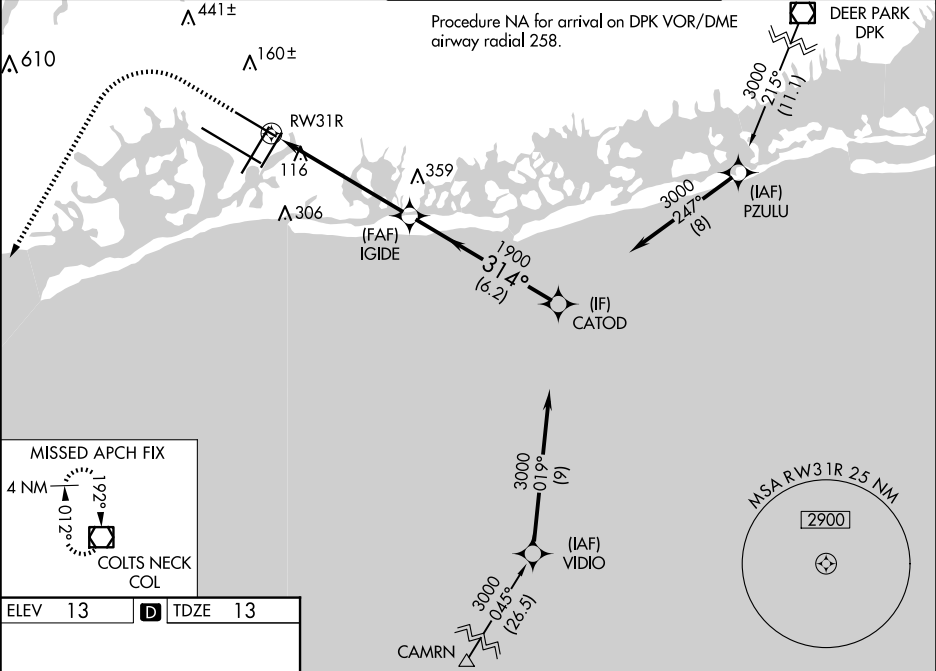 441±
Procedure NA for arrival on DPK VOR/DME
airway radial 258.
DEER PARK
DPK
610
160±
3000
215°
(11.1)
RW31R
116
359
306
(FAF)
IGIDE
3000
247°
(8)
(IAF)
PZULU
1900
314°
(6.2)
(IF)
CATOD
MISSED APCH FIX
4 NM
192°
012°
COLTS NECK
COL
3000
019°
(9)
(IAF)
VIDIO
3000
045°
(26.5)
CAMRN
MSA RW31R 25 NM
2900
ELEV 13 D TDZE 13